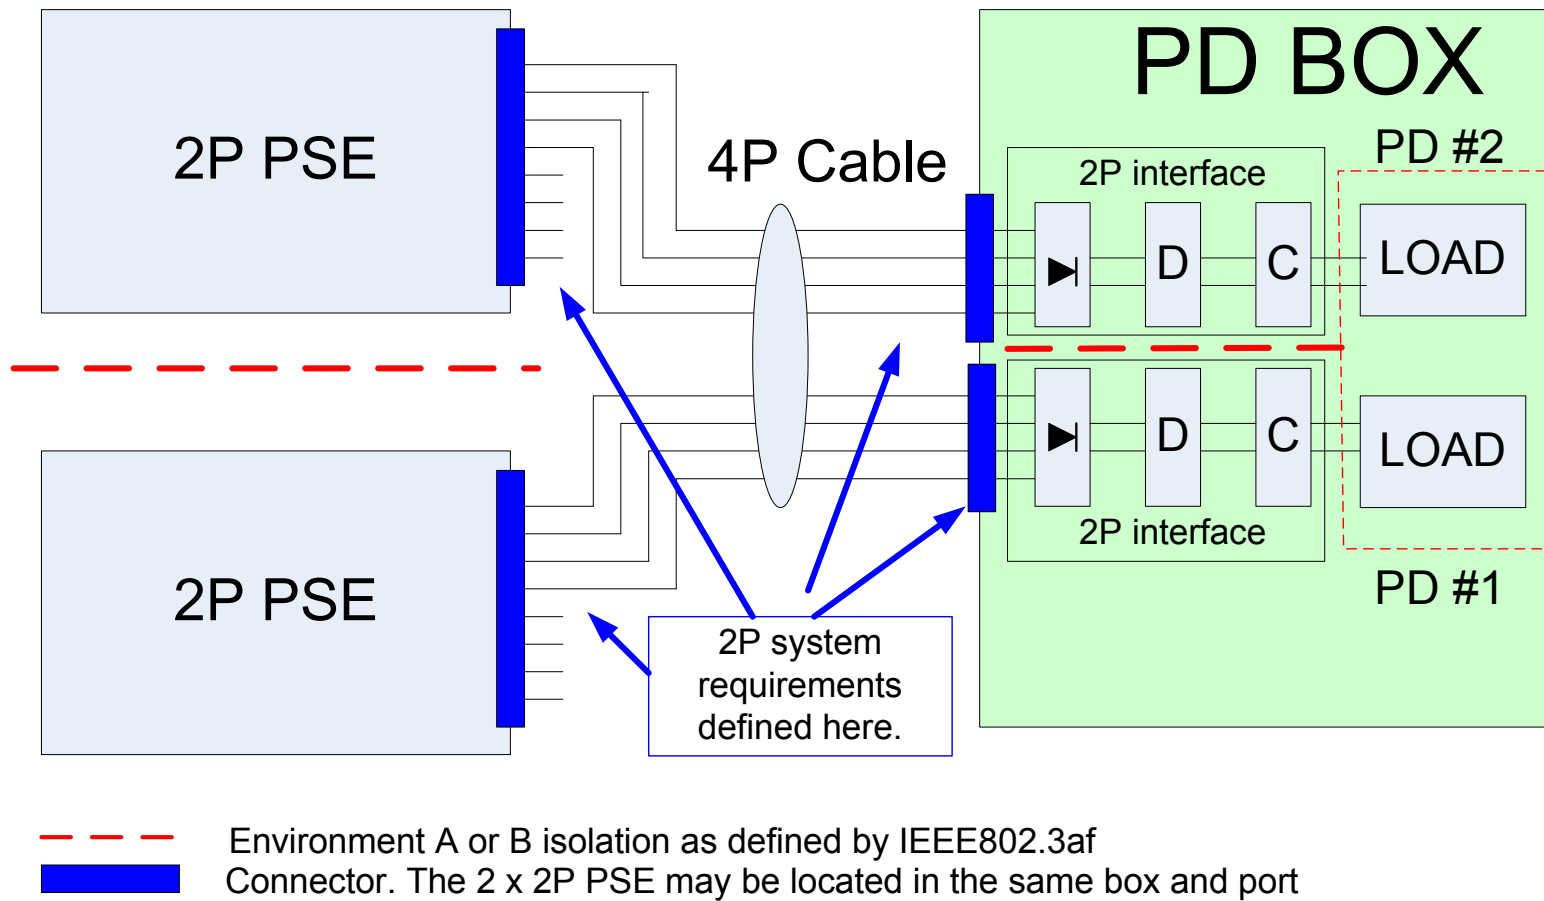 PD BOX
2P PSE
4P Cable
PD #2
2P interface
D
C
LOAD
D
C
LOAD
2P interface
PD #1
2P PSE
2P system
requirements
defined here.
Environment A or B isolation as defined by IEEE802.3af
Connector. The 2 x 2P PSE may be located in the same box and port